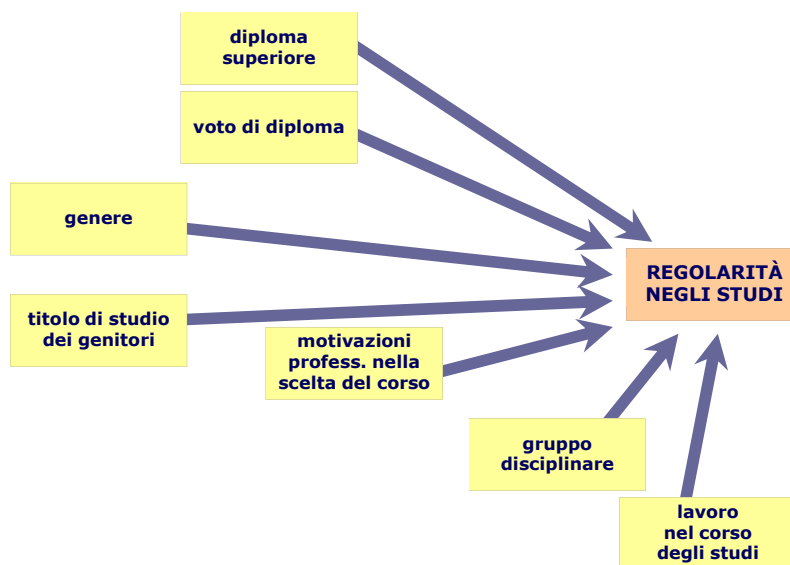 diploma
superiore
voto di diploma
genere
REGOLARITÀ
NEGLI STUDI
titolo di studio
dei genitori
motivazioni
profess. nella
scelta del corso
gruppo
disciplinare
lavoro
nel corso
degli studi